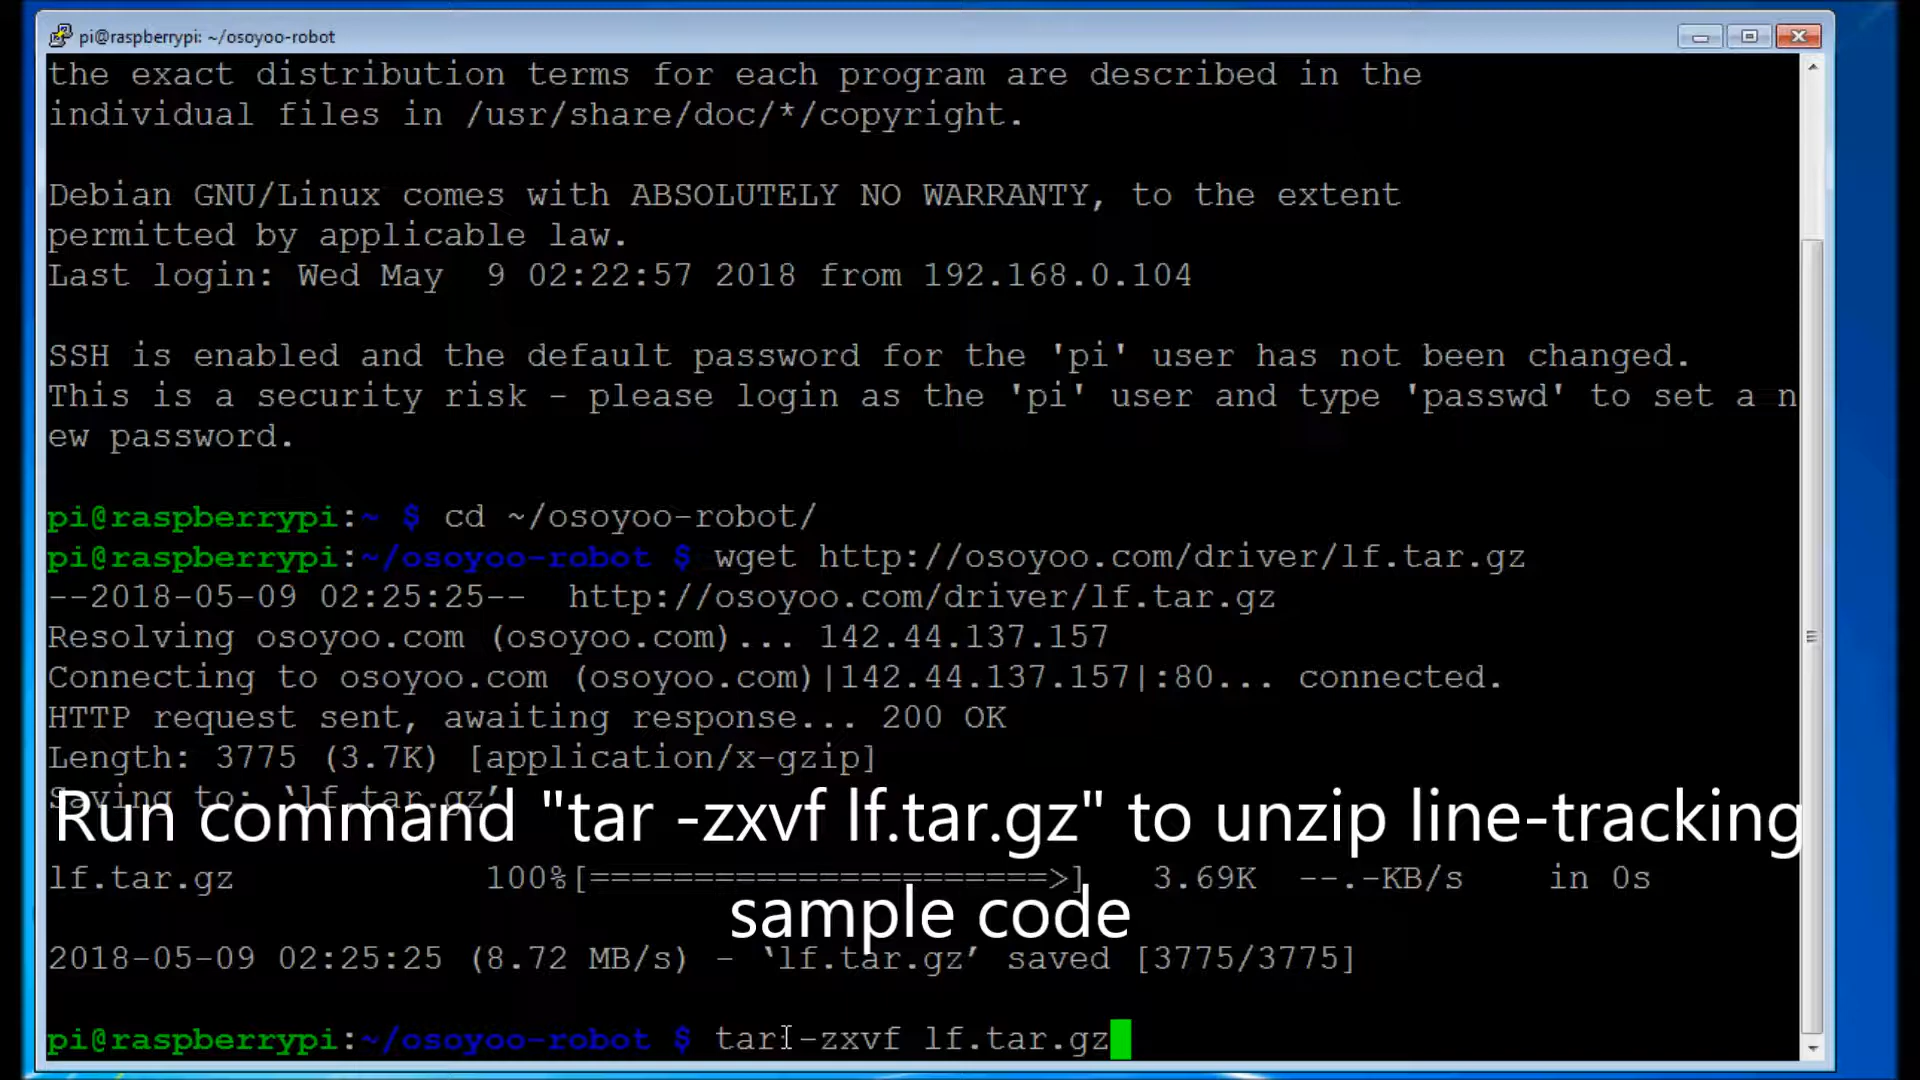 pi@raspberrypi: ~/osoyoo-robot
the exact distribution terms for each program are described in the
individual files in /usr/share/doc/*/copyright.
Debian GNU/Linux comes with ABSOLUTELY NO WARRANTY, to the extent
permitted by applicable law.
Last login: Wed May  9 02:22:57 2018 from 192.168.0.104
SSH is enabled and the default password for the 'pi' user has not been changed.
This is a security risk - please login as the 'pi' user and type 'passwd' to set a n
ew password.
pi@raspberrypi:~ $ cd ~/osoyoo-robot/
pi@raspberrypi:~/osoyoo-robot $ wget http://osoyoo.com/driver/lf.tar.gz
--2018-05-09 02:25:25--  http://osoyoo.com/driver/lf.tar.gz
Resolving osoyoo.com (osoyoo.com)... 142.44.137.157
Connecting to osoyoo.com (osoyoo.com)|142.44.137.157|:80... connected.
HTTP request sent, awaiting response... 200 OK
Length: 3775 (3.7K) [application/x-gzip]
Saving to: ‘lf.tar.gz’
Run command "tar -zxvf lf.tar.gz" to unzip line-tracking
lf.tar.gz 100%[======================>] 3.69K --.-KB/s in 0s
sample code
2018-05-09 02:25:25 (8.72 MB/s) - ‘lf.tar.gz’ saved [3775/3775]
pi@raspberrypi:~/osoyoo-robot $ tar -zxvf lf.tar.gz